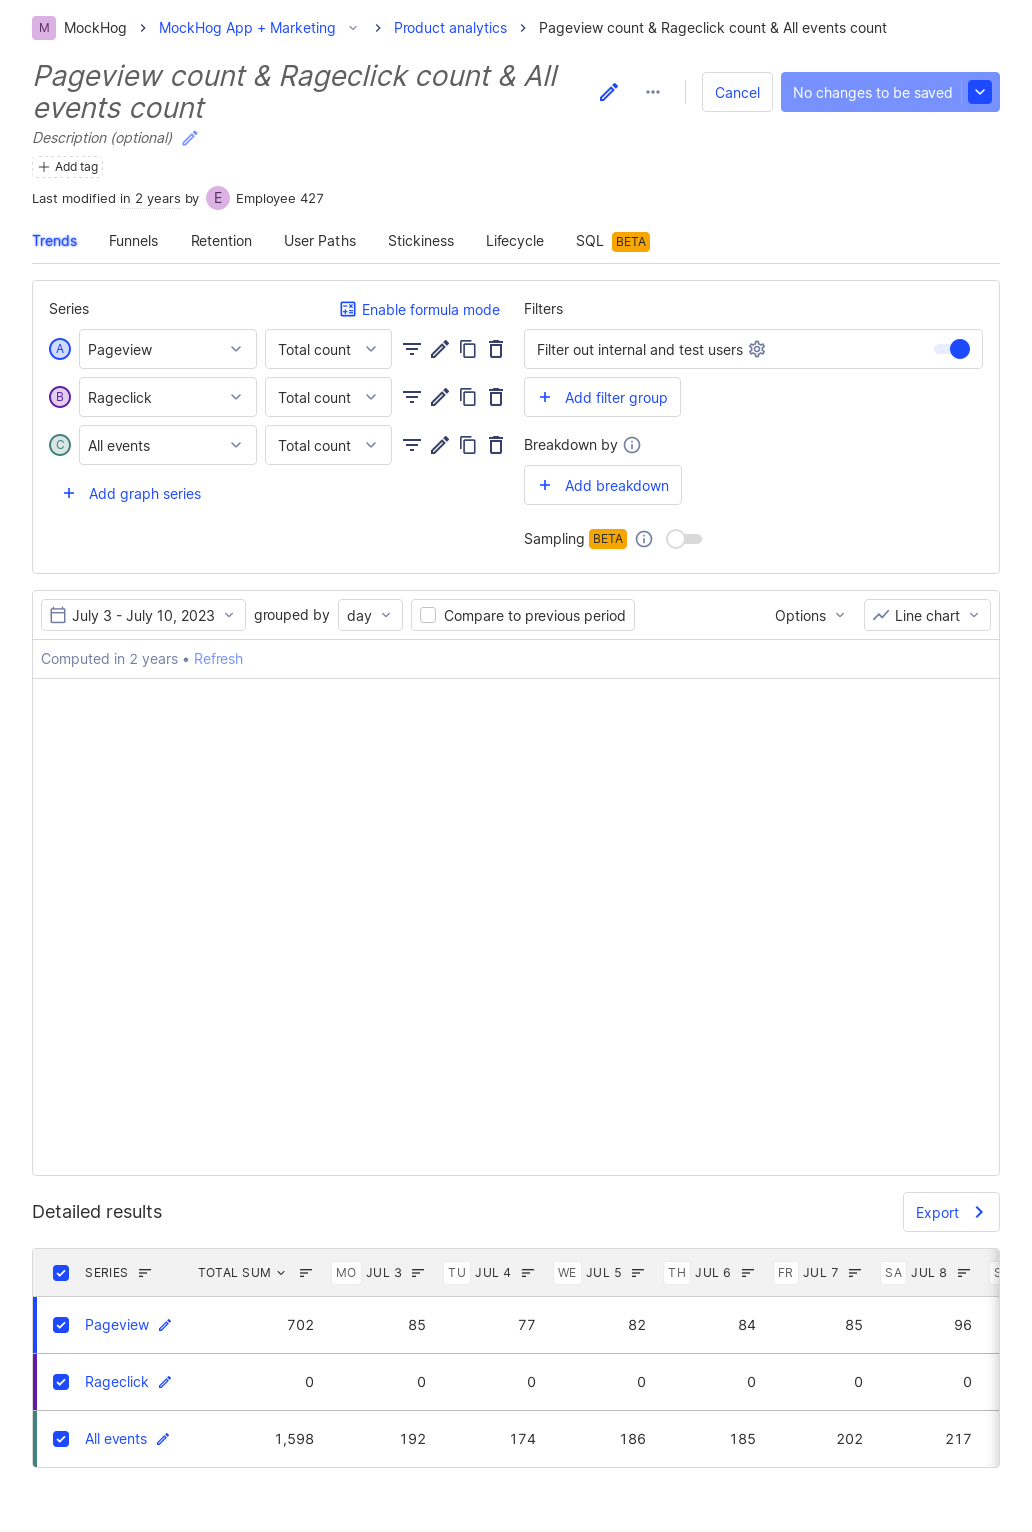 M MockHog > MockHog App + Marketing > Product analytics > Pageview count & Rageclick count & All events count
Pageview count & Rageclick count & All
events count
Cancel
No changes to be saved
Description (optional)
+ Add tag
Last modified in 2 years by E Employee 427
Trends Funnels Retention User Paths Stickiness Lifecycle SQL BETA
Series Enable formula mode
A Pageview Total count
B Rageclick Total count
C All events Total count
+ Add graph series
Filters
Filter out internal and test users
+ Add filter group
Breakdown by
+ Add breakdown
Sampling BETA
July 3 - July 10, 2023 grouped by day Compare to previous period Options Line chart
Computed in 2 years • Refresh
Detailed results Export
SERIES TOTAL SUM MO JUL 3 TU JUL 4 WE JUL 5 TH JUL 6 FR JUL 7 SA JUL 8
Pageview 702 85 77 82 84 85 96
Rageclick 0 0 0 0 0 0 0
All events 1,598 192 174 186 185 202 217